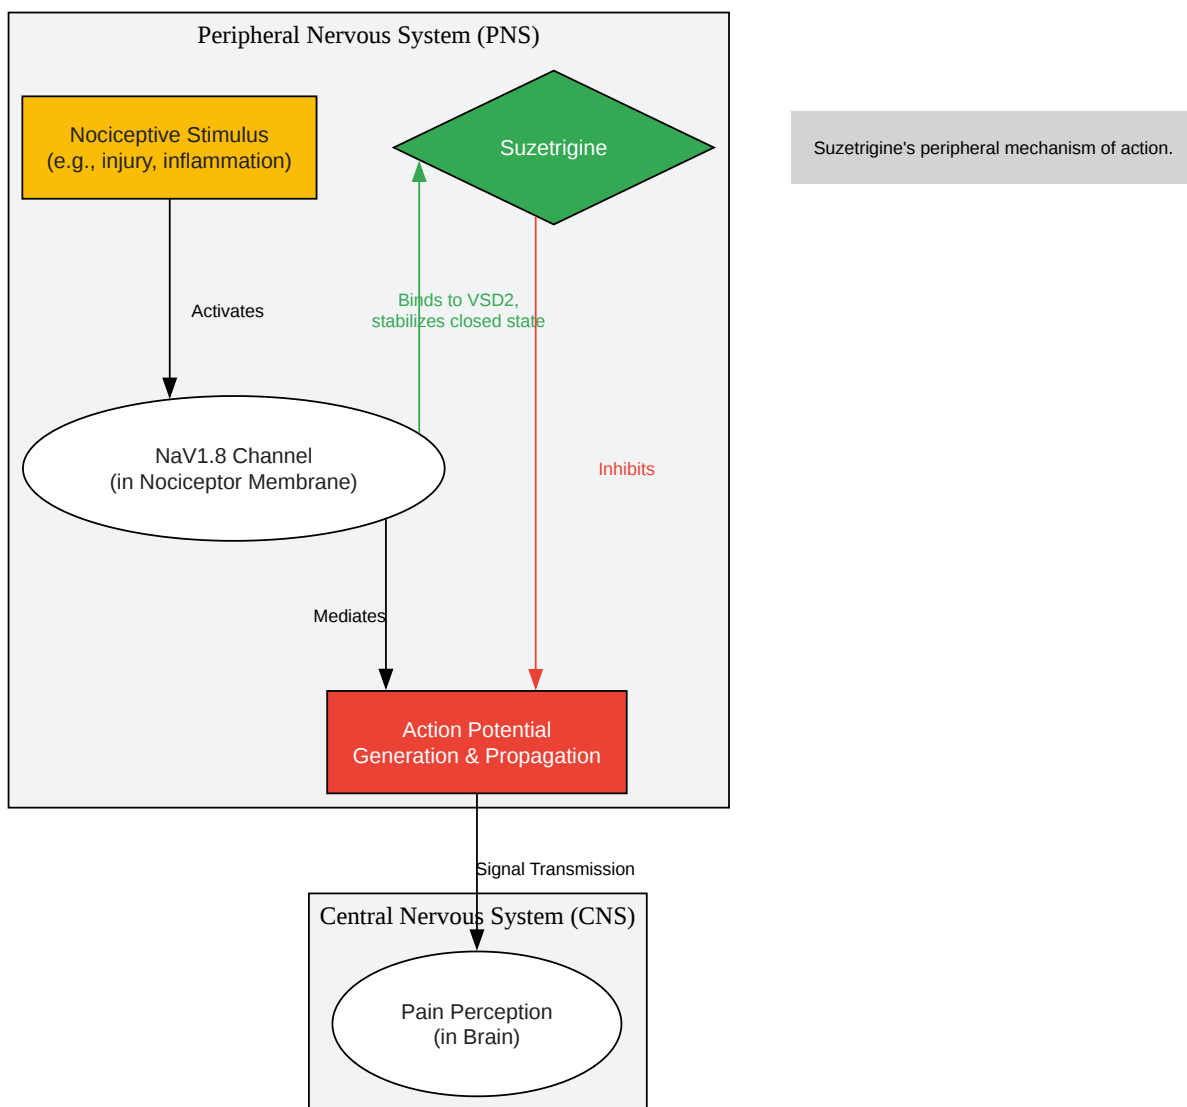 Peripheral Nervous System (PNS)
Nociceptive Stimulus
(e.g., injury, inflammation)
Suzetrigine
Suzetrigine's peripheral mechanism of action.
Activates
Binds to VSD2,
stabilizes closed state
NaV1.8 Channel
(in Nociceptor Membrane)
Inhibits
Mediates
Action Potential
Generation & Propagation
Signal Transmission
Central Nervous System (CNS)
Pain Perception
(in Brain)